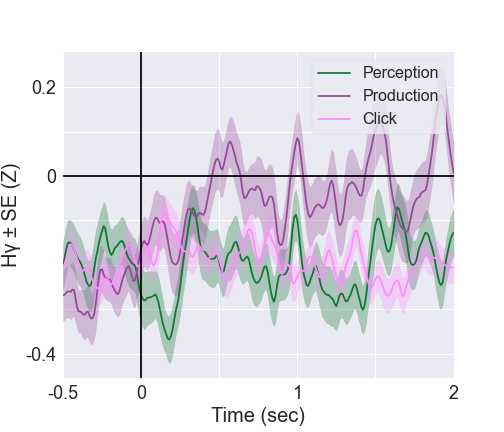 Perception
Production
Click
0.2
0
-0.4
Hγ ± SE (Z)
-0.5
0
1
2
Time (sec)